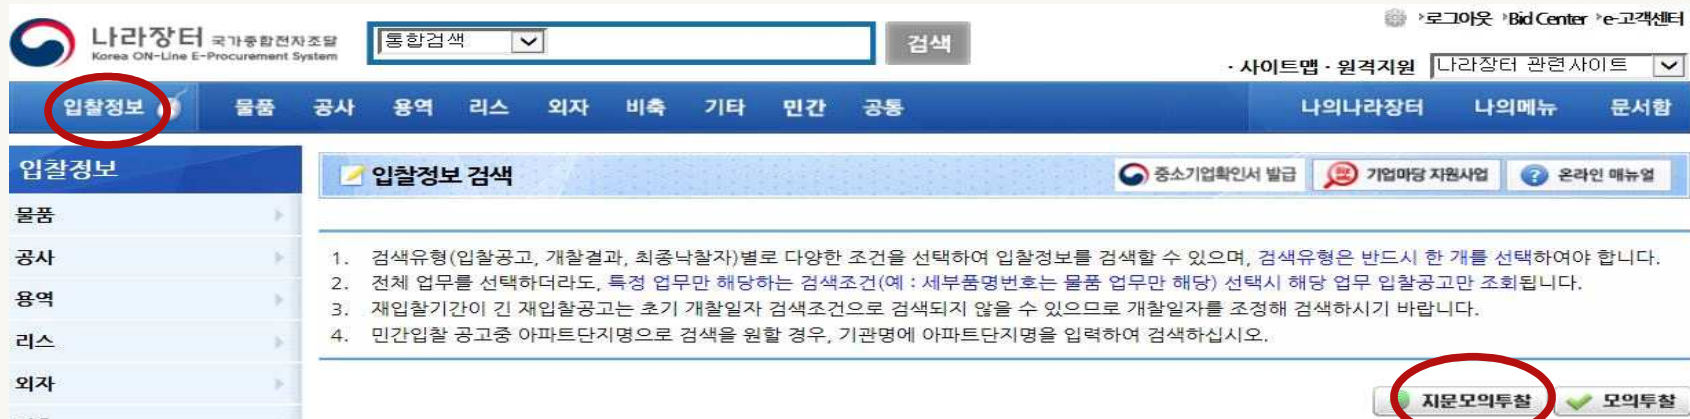 ›로그아웃 ›Bid Center ›e-고객센터
나라장터 국가종합전자조달
Korea ON-Line E-Procurement System
통합검색
검색
· 사이트맵 · 원격지원
나라장터 관련사이트
입찰정보 물품 공사 용역 리스 외자 비축 기타 민간 공통 나의나라장터 나의메뉴 문서함
입찰정보
입찰정보 검색
중소기업확인서 발급
기업마당 지원사업
온라인 매뉴얼
물품
공사
용역
리스
외자
1. 검색유형(입찰공고, 개찰결과, 최종낙찰자)별로 다양한 조건을 선택하여 입찰정보를 검색할 수 있으며, 검색유형은 반드시 한 개를 선택하여야 합니다.
2. 전체 업무를 선택하더라도, 특정 업무만 해당하는 검색조건(예 : 세부품명번호는 물품 업무만 해당) 선택시 해당 업무 입찰공고만 조회됩니다.
3. 재입찰기간이 긴 재입찰공고는 초기 개찰일자 검색조건으로 검색되지 않을 수 있으므로 개찰일자를 조정해 검색하시기 바랍니다.
4. 민간입찰 공고중 아파트단지명으로 검색을 원할 경우, 기관명에 아파트단지명을 입력하여 검색하십시오.
지문모의투찰
모의투찰